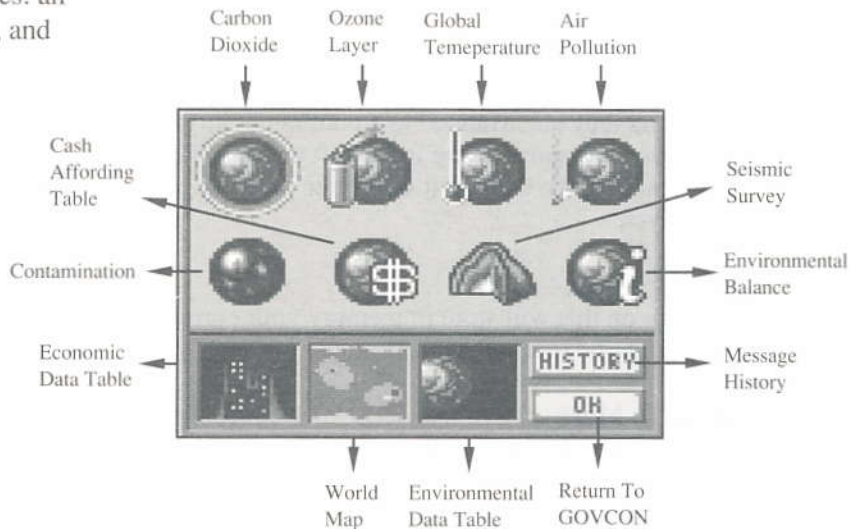 es: an
, and
Carbon
Dioxide
Ozone
Layer
Global
Temeperature
Air
Pollution
Cash
Affording
Table
Seismic
Survey
Contamination
$
i
Environmental
Balance
Economic
Data Table
HISTORY
Message
History
OK
World
Map
Environmental
Data Table
Return To
GOVCON